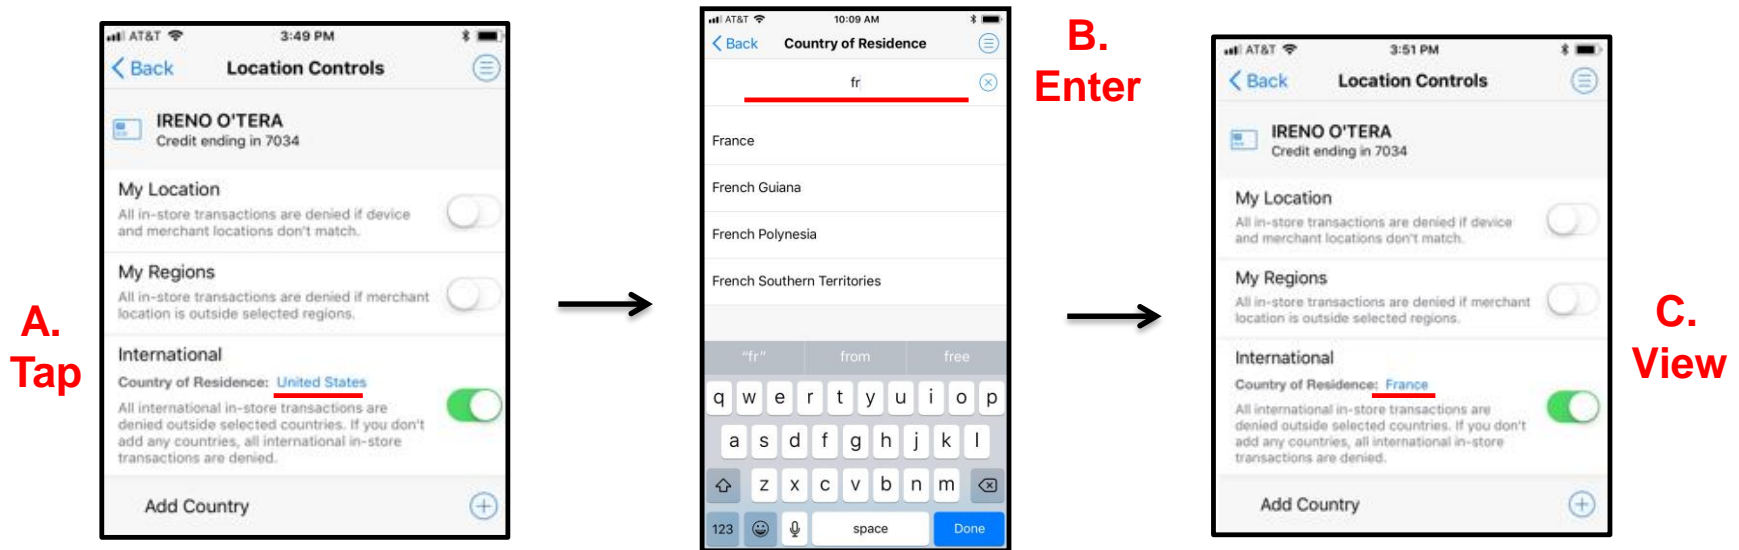 A.
Tap
AT&T 3:49 PM
Back Location Controls
IRENO O'TERA
Credit ending in 7034
My Location
All in-store transactions are denied if device
and merchant locations don't match.
My Regions
All in-store transactions are denied if merchant
location is outside selected regions.
International
Country of Residence: United States
All international in-store transactions are
denied outside selected countries. If you don't
add any countries, all international in-store
transactions are denied.
Add Country
AT&T 10:09 AM
Back Country of Residence
fr
France
French Guiana
French Polynesia
French Southern Territories
"fr" from free
q w e r t y u i o p
a s d f g h j k l
z x c v b n m
123 space Done
B.
Enter
AT&T 3:51 PM
Back Location Controls
IRENO O'TERA
Credit ending in 7034
My Location
All in-store transactions are denied if device
and merchant locations don't match.
My Regions
All in-store transactions are denied if merchant
location is outside selected regions.
International
Country of Residence: France
All international in-store transactions are
denied outside selected countries. If you don't
add any countries, all international in-store
transactions are denied.
Add Country
C.
View